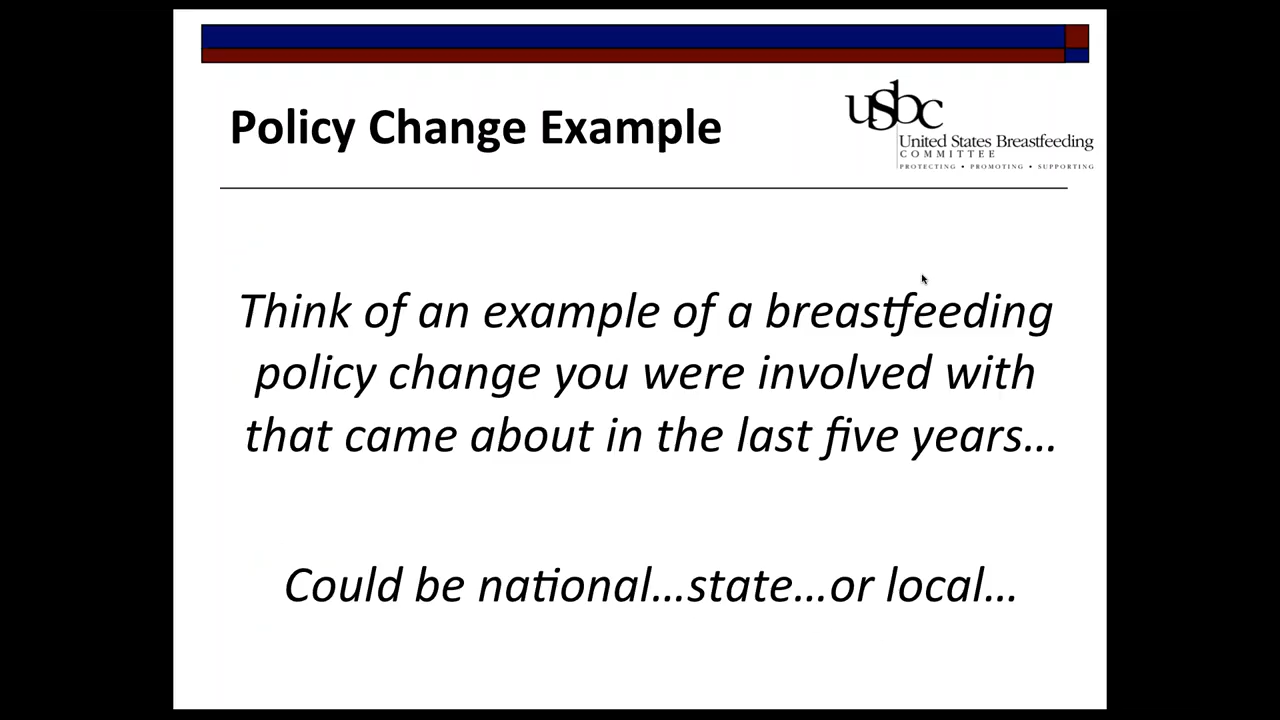 Policy Change Example
usbc
United States Breastfeeding
COMMITTEE
PROTECTING • PROMOTING • SUPPORTING
Think of an example of a breastfeeding
policy change you were involved with
that came about in the last five years…
Could be national…state…or local…